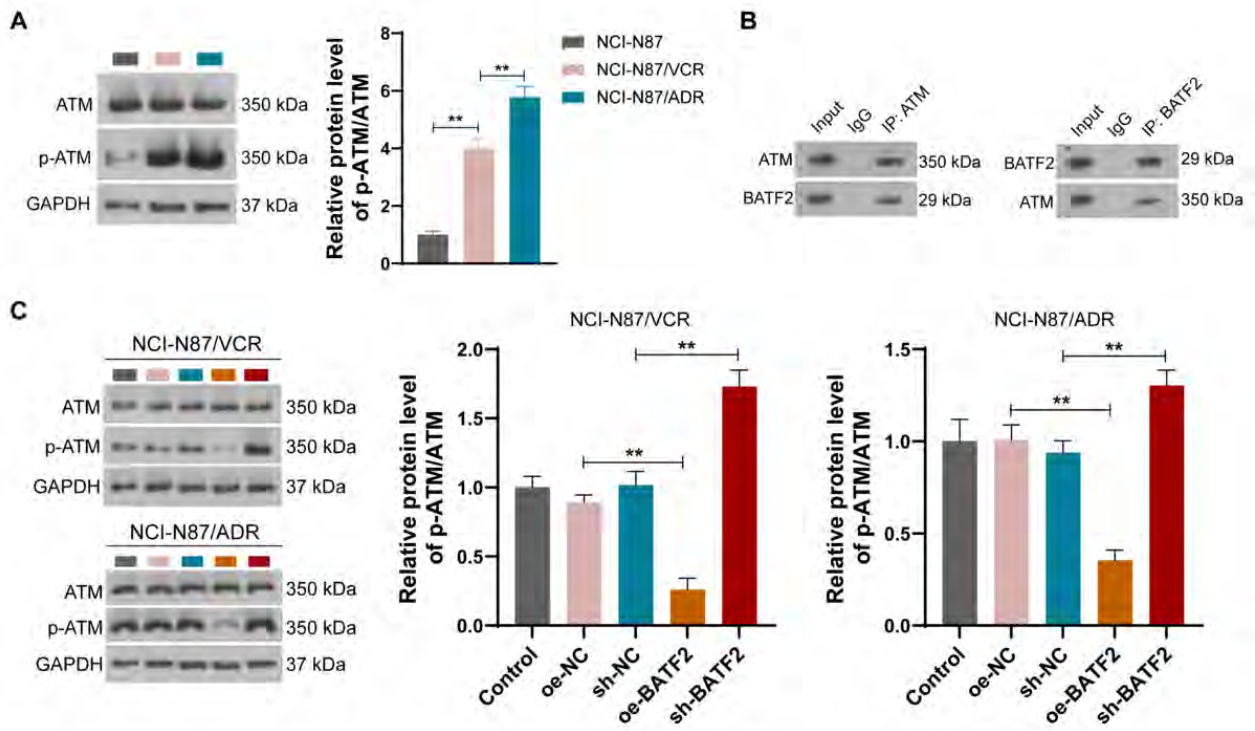 A
ATM
350 kDa
p-ATM
350 kDa
GAPDH
37 kDa
Relative protein level
of p-ATM/ATM
8
6
4
2
0
**
**
NCI-N87
NCI-N87/VCR
NCI-N87/ADR
B
Input
IgG
IP: ATM
ATM
350 kDa
BATF2
29 kDa
Input
IgG
IP: BATF2
BATF2
29 kDa
ATM
350 kDa
C
NCI-N87/VCR
ATM
350 kDa
p-ATM
350 kDa
GAPDH
37 kDa
NCI-N87/ADR
ATM
350 kDa
p-ATM
350 kDa
GAPDH
37 kDa
NCI-N87/VCR
Relative protein level
of p-ATM/ATM
2.0
1.5
1.0
0.5
0.0
**
**
Control
oe-NC
sh-NC
oe-BATF2
sh-BATF2
NCI-N87/ADR
Relative protein level
of p-ATM/ATM
1.5
1.0
0.5
0.0
**
**
Control
oe-NC
sh-NC
oe-BATF2
sh-BATF2